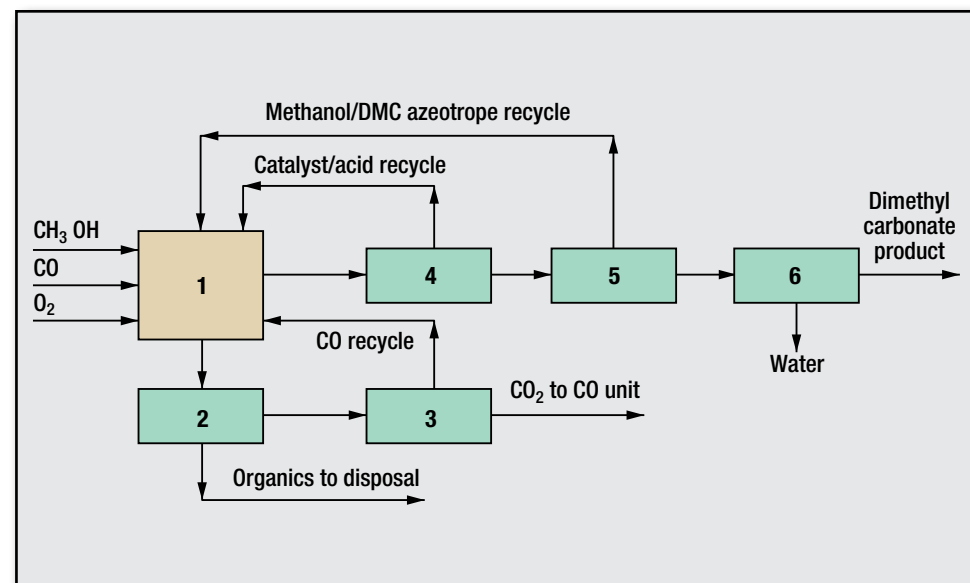 Methanol/DMC azeotrope recycle
Catalyst/acid recycle
Dimethyl
carbonate
product
CH₃ OH
CO
O₂
1
4
5
6
CO recycle
Water
2
3
CO₂ to CO unit
Organics to disposal